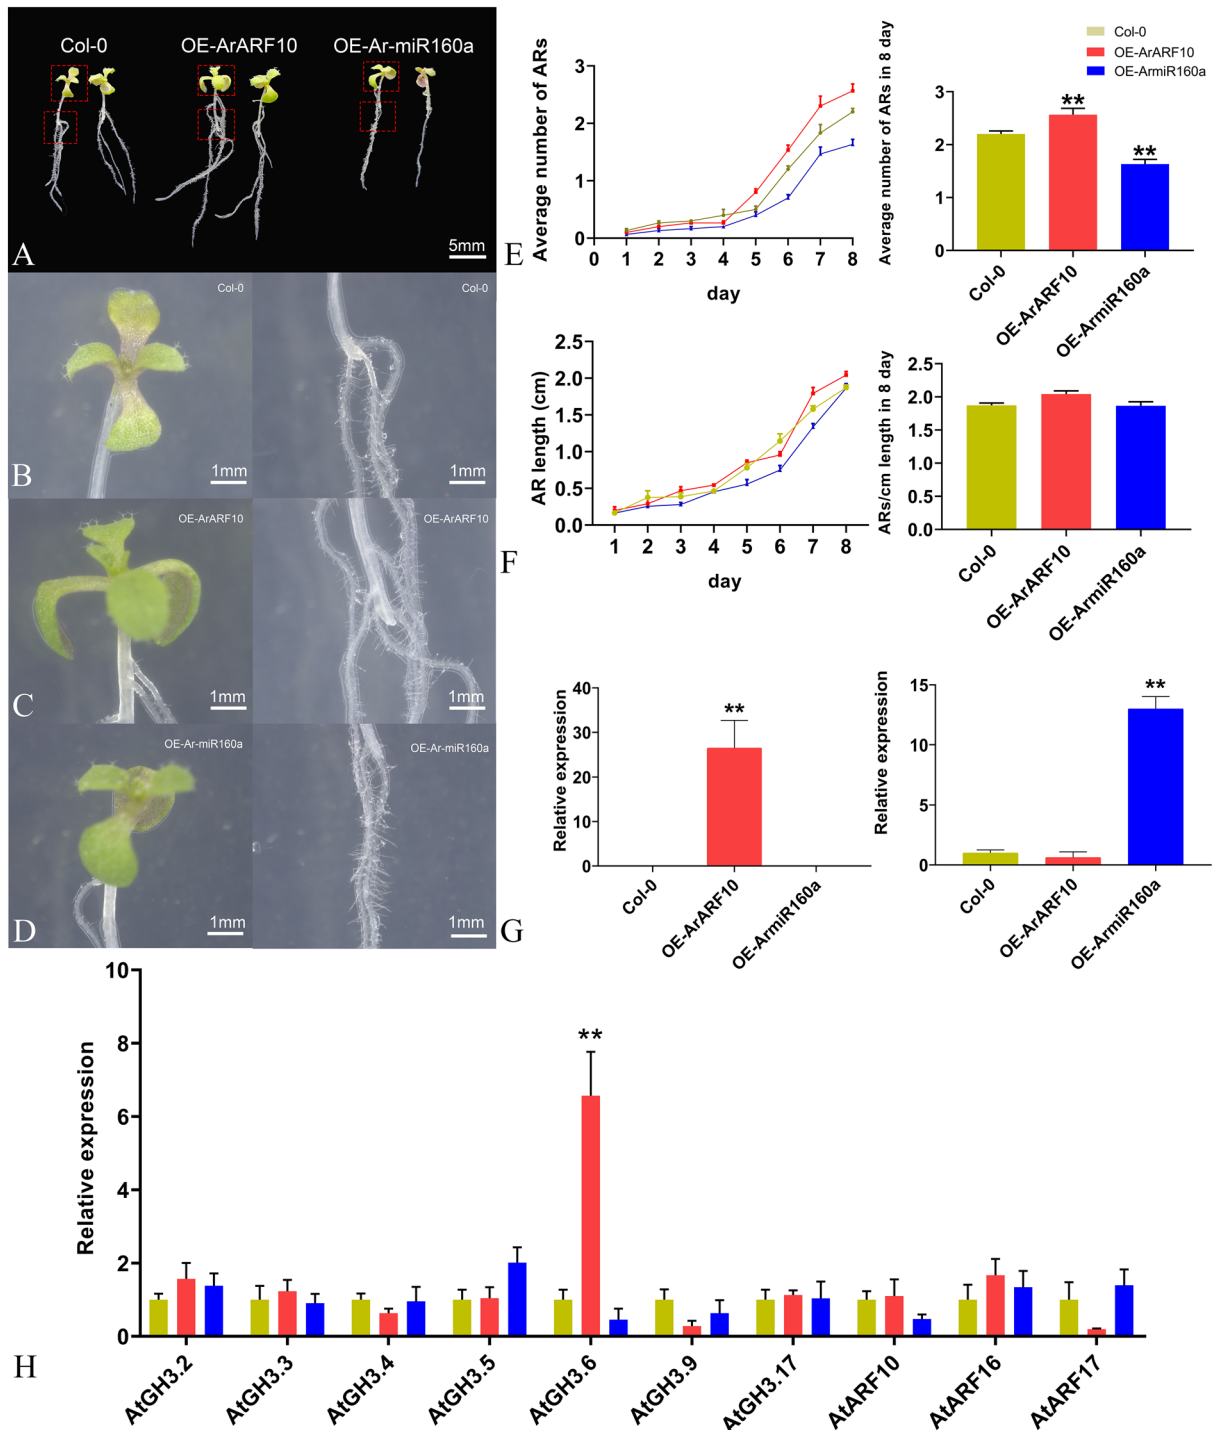 Col-0
OE-ArARF10
OE-Ar-miR160a
A
5mm
Col-0
B
1mm
Col-0
1mm
OE-ArARF10
C
1mm
OE-ArARF10
1mm
OE-Ar-miR160a
D
1mm
OE-Ar-miR160a
1mm
E
Average number of ARs
3
2
1
0
0 1 2 3 4 5 6 7 8
day
Average number of ARs in 8 day
3
2
1
0
**
**
Col-0
OE-ArARF10
OE-ArmiR160a
Col-0
OE-ArARF10
OE-ArmiR160a
F
AR length (cm)
2.5
2.0
1.5
1.0
0.5
0.0
1 2 3 4 5 6 7 8
day
ARs/cm length in 8 day
2.5
2.0
1.5
1.0
0.5
0.0
Col-0
OE-ArARF10
OE-ArmiR160a
G
Relative expression
40
30
20
10
0
**
Col-0
OE-ArARF10
OE-ArmiR160a
Relative expression
15
10
5
0
**
Col-0
OE-ArARF10
OE-ArmiR160a
H
Relative expression
10
8
6
4
2
0
**
AtGH3.2
AtGH3.3
AtGH3.4
AtGH3.5
AtGH3.6
AtGH3.9
AtGH3.17
AtARF10
AtARF16
AtARF17